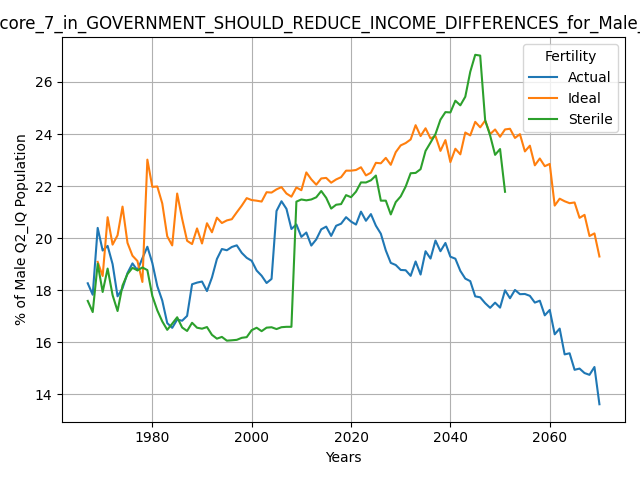 core_7_in_GOVERNMENT_SHOULD_REDUCE_INCOME_DIFFERENCES_for_Male_
Fertility
Actual
Ideal
Sterile
% of Male Q2_IQ Population
26
24
22
20
18
16
14
1980
2000
2020
2040
2060
Years